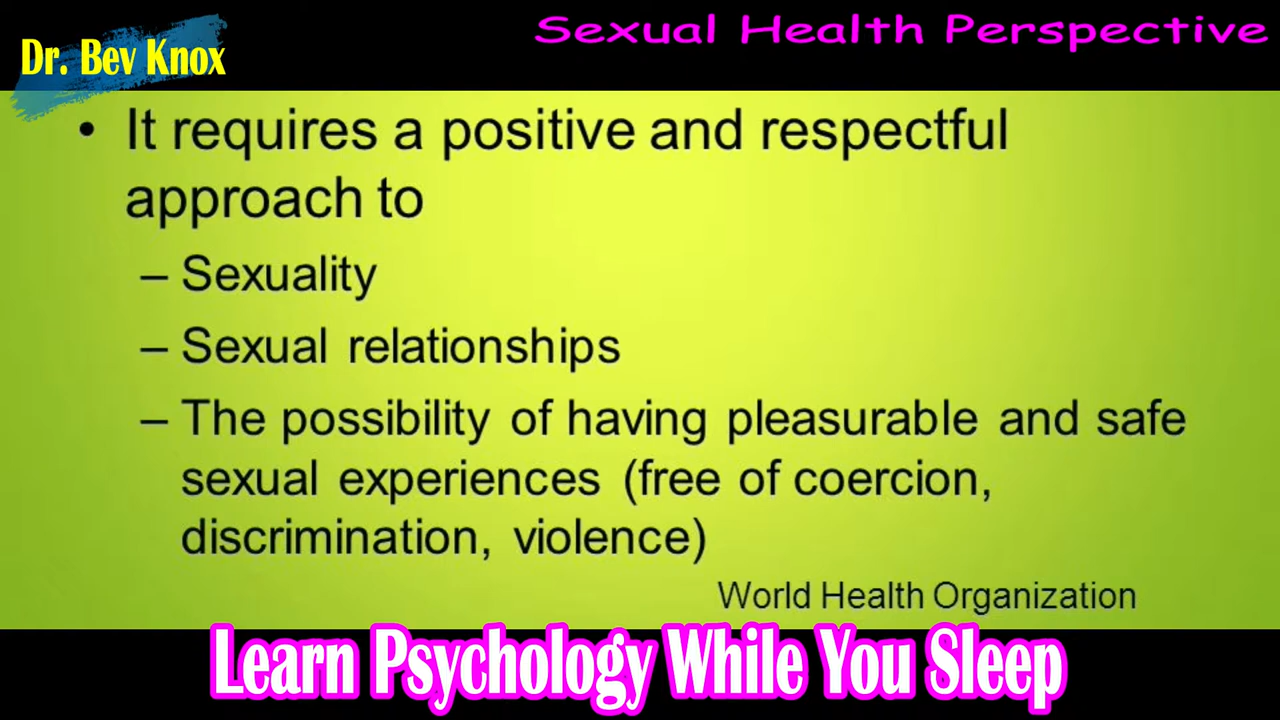 Sexual Health Perspective
Dr. Bev Knox
• It requires a positive and respectful
approach to
– Sexuality
– Sexual relationships
– The possibility of having pleasurable and safe
sexual experiences (free of coercion,
discrimination, violence)
World Health Organization
Learn Psychology While You Sleep